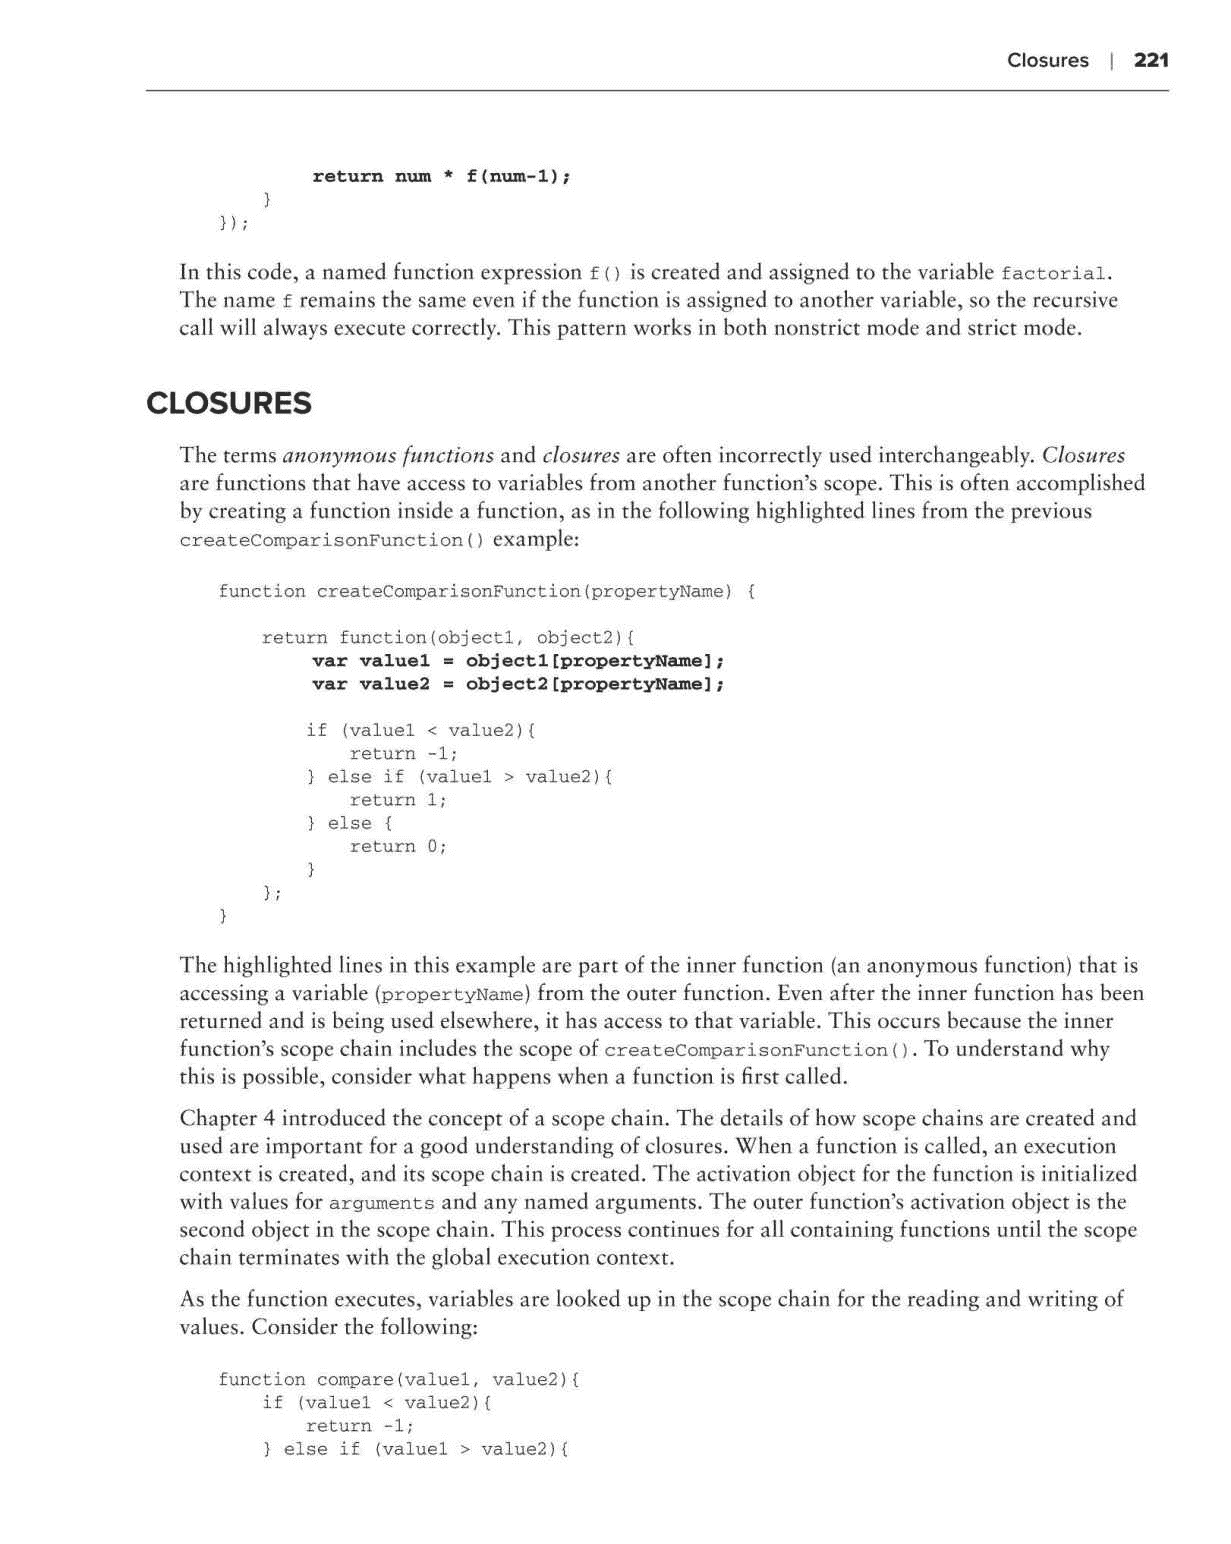 Closures | 221
return num * f(num-1);
}
});
In this code, a named function expression f() is created and assigned to the variable factorial.
The name f remains the same even if the function is assigned to another variable, so the recursive
call will always execute correctly. This pattern works in both nonstrict mode and strict mode.
CLOSURES
The terms anonymous functions and closures are often incorrectly used interchangeably. Closures
are functions that have access to variables from another function’s scope. This is often accomplished
by creating a function inside a function, as in the following highlighted lines from the previous
createComparisonFunction() example:
function createComparisonFunction(propertyName) {
return function(object1, object2){
var value1 = object1[propertyName];
var value2 = object2[propertyName];
if (value1 < value2){
return -1;
} else if (value1 > value2){
return 1;
} else {
return 0;
}
};
}
The highlighted lines in this example are part of the inner function (an anonymous function) that is
accessing a variable (propertyName) from the outer function. Even after the inner function has been
returned and is being used elsewhere, it has access to that variable. This occurs because the inner
function’s scope chain includes the scope of createComparisonFunction(). To understand why
this is possible, consider what happens when a function is first called.
Chapter 4 introduced the concept of a scope chain. The details of how scope chains are created and
used are important for a good understanding of closures. When a function is called, an execution
context is created, and its scope chain is created. The activation object for the function is initialized
with values for arguments and any named arguments. The outer function’s activation object is the
second object in the scope chain. This process continues for all containing functions until the scope
chain terminates with the global execution context.
As the function executes, variables are looked up in the scope chain for the reading and writing of
values. Consider the following:
function compare(value1, value2){
if (value1 < value2){
return -1;
} else if (value1 > value2){